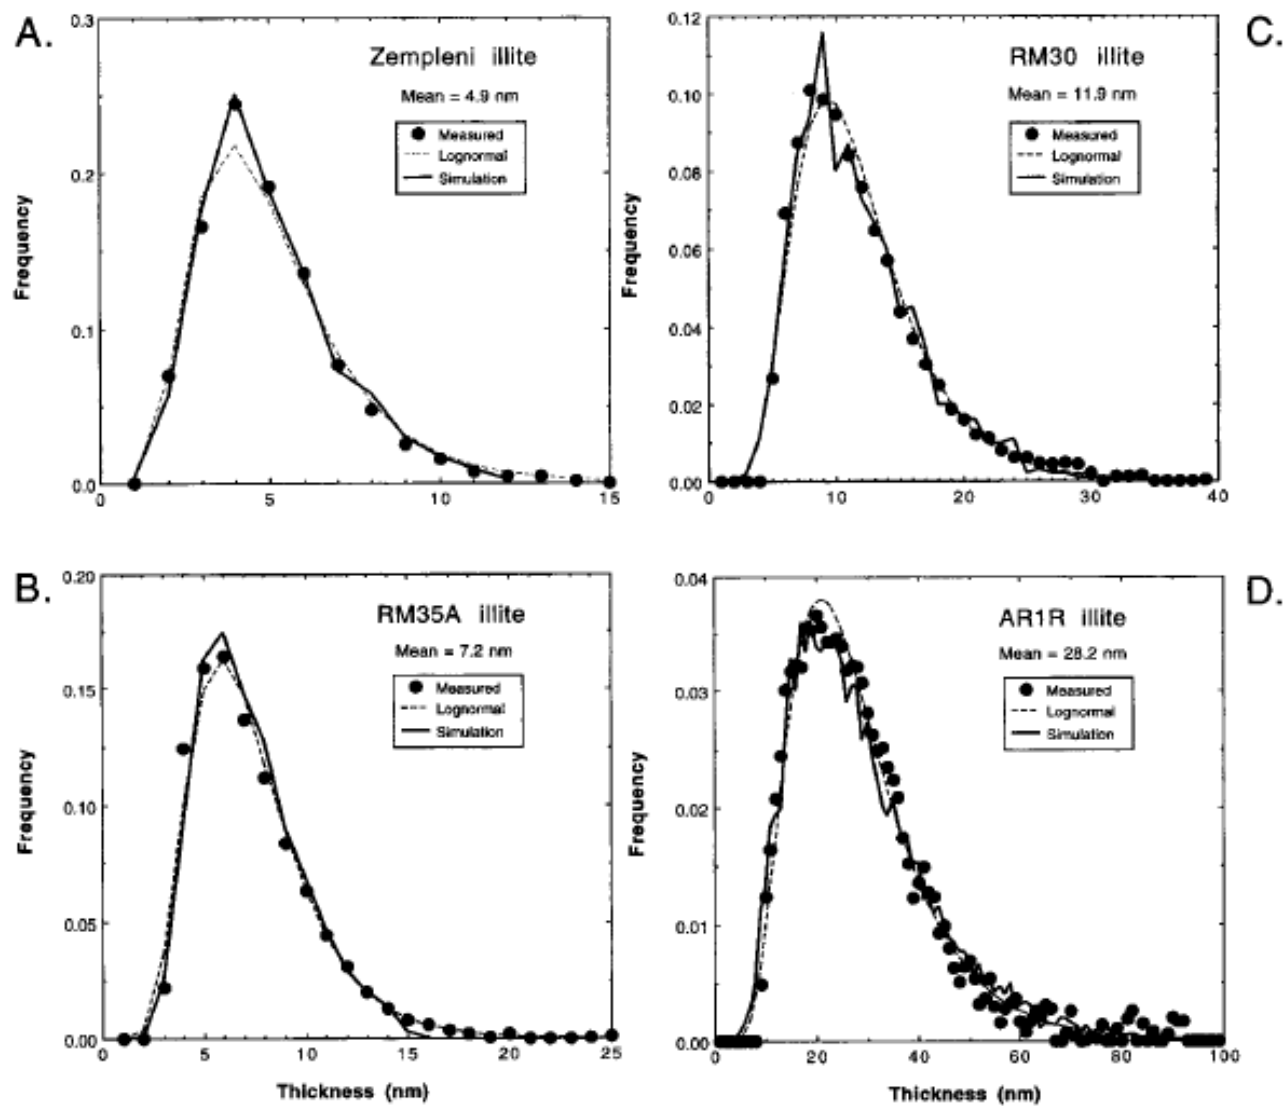 A.
Zempleni illite
Mean = 4.9 nm
Measured
Lognormal
Simulation
Frequency
0.3
0.2
0.1
0.0
0
5
10
15
C.
RM30 illite
Mean = 11.9 nm
Measured
Lognormal
Simulation
Frequency
0.12
0.10
0.08
0.06
0.04
0.02
0.00
0
10
20
30
40
B.
RM35A illite
Mean = 7.2 nm
Measured
Lognormal
Simulation
Frequency
0.20
0.15
0.10
0.05
0.00
0
5
10
15
20
25
Thickness (nm)
D.
AR1R illite
Mean = 28.2 nm
Measured
Lognormal
Simulation
Frequency
0.04
0.03
0.02
0.01
0.00
0
20
40
60
80
100
Thickness (nm)